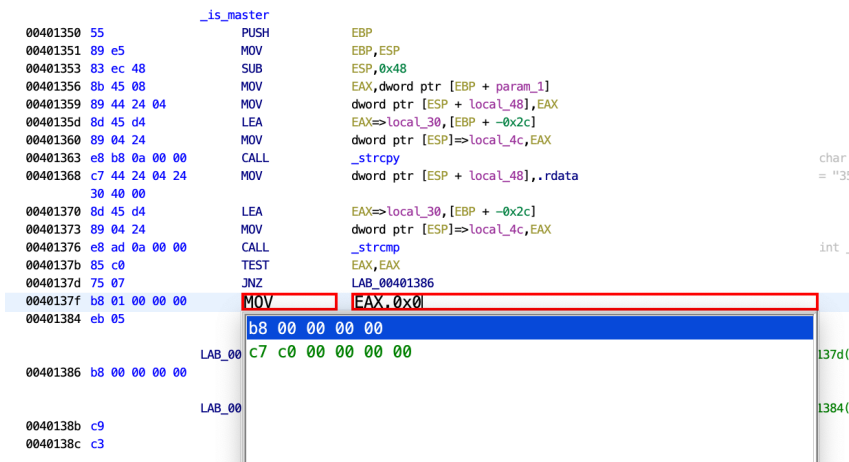 _is_master
00401350 55 PUSH EBP
00401351 89 e5 MOV EBP,ESP
00401353 83 ec 48 SUB ESP,0x48
00401356 8b 45 08 MOV EAX,dword ptr [EBP + param_1]
00401359 89 44 24 04 MOV dword ptr [ESP + local_48],EAX
0040135d 8d 45 d4 LEA EAX=>local_30,[EBP + -0x2c]
00401360 89 04 24 MOV dword ptr [ESP]=>local_4c,EAX
00401363 e8 b8 0a 00 00 CALL _strcpy char
00401368 c7 44 24 04 24 MOV dword ptr [ESP + local_48],.rdata = "35
30 40 00
00401370 8d 45 d4 LEA EAX=>local_30,[EBP + -0x2c]
00401373 89 04 24 MOV dword ptr [ESP]=>local_4c,EAX
00401376 e8 ad 0a 00 00 CALL _strcmp int _
0040137b 85 c0 TEST EAX,EAX
0040137d 75 07 JNZ LAB_00401386
0040137f b8 01 00 00 00 MOV EAX,0x0
00401384 eb 05
b8 00 00 00 00
LAB_00 c7 c0 00 00 00 00 137d(
00401386 b8 00 00 00 00
LAB_00 1384(
0040138b c9
0040138c c3